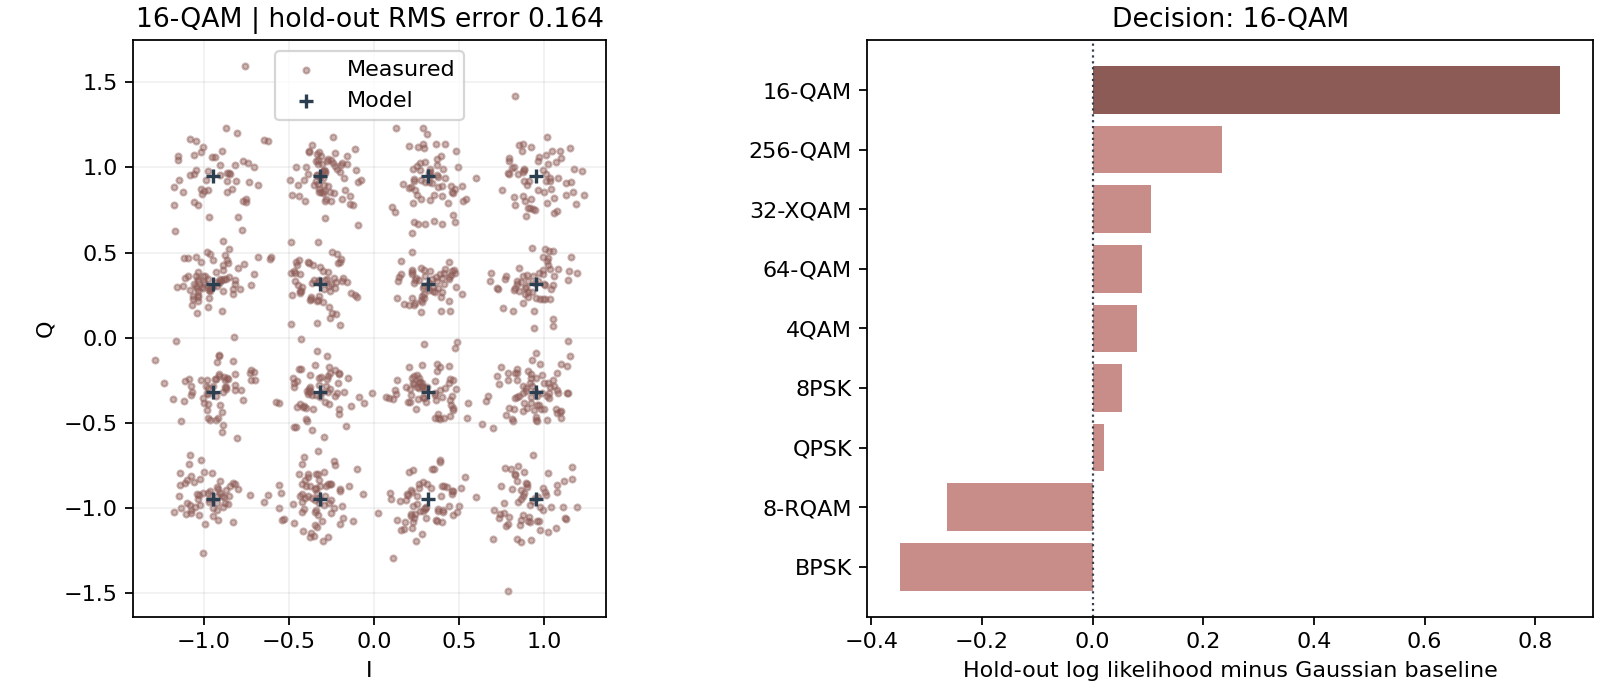 16-QAM | hold-out RMS error 0.164
Measured
Model
1.5
1.0
0.5
0.0
−0.5
−1.0
−1.5
Q
−1.0
−0.5
0.0
0.5
1.0
I
Decision: 16-QAM
16-QAM
256-QAM
32-XQAM
64-QAM
4QAM
8PSK
QPSK
8-RQAM
BPSK
−0.4
−0.2
0.0
0.2
0.4
0.6
0.8
Hold-out log likelihood minus Gaussian baseline